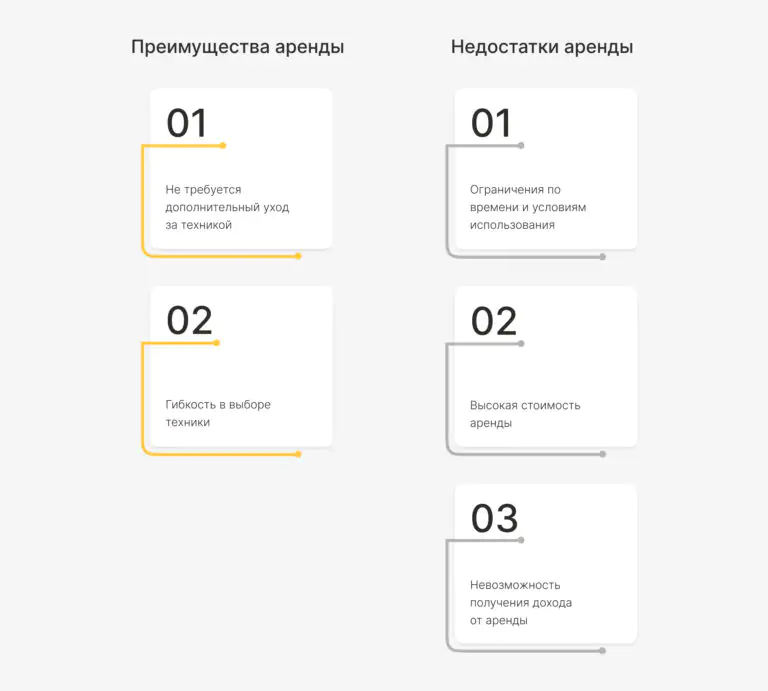 Преимущества аренды
01
Не требуется
дополнительный уход
за техникой
02
Гибкость в выборе
техники
Недостатки аренды
01
Ограничения по
времени и условиям
использования
02
Высокая стоимость
аренды
03
Невозможность
получения дохода
от аренды